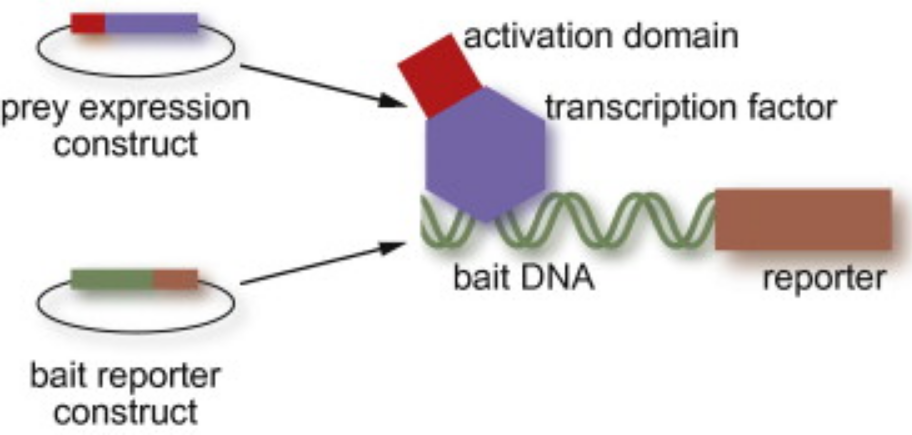 activation domain
prey expression
construct
transcription factor
bait DNA
reporter
bait reporter
construct